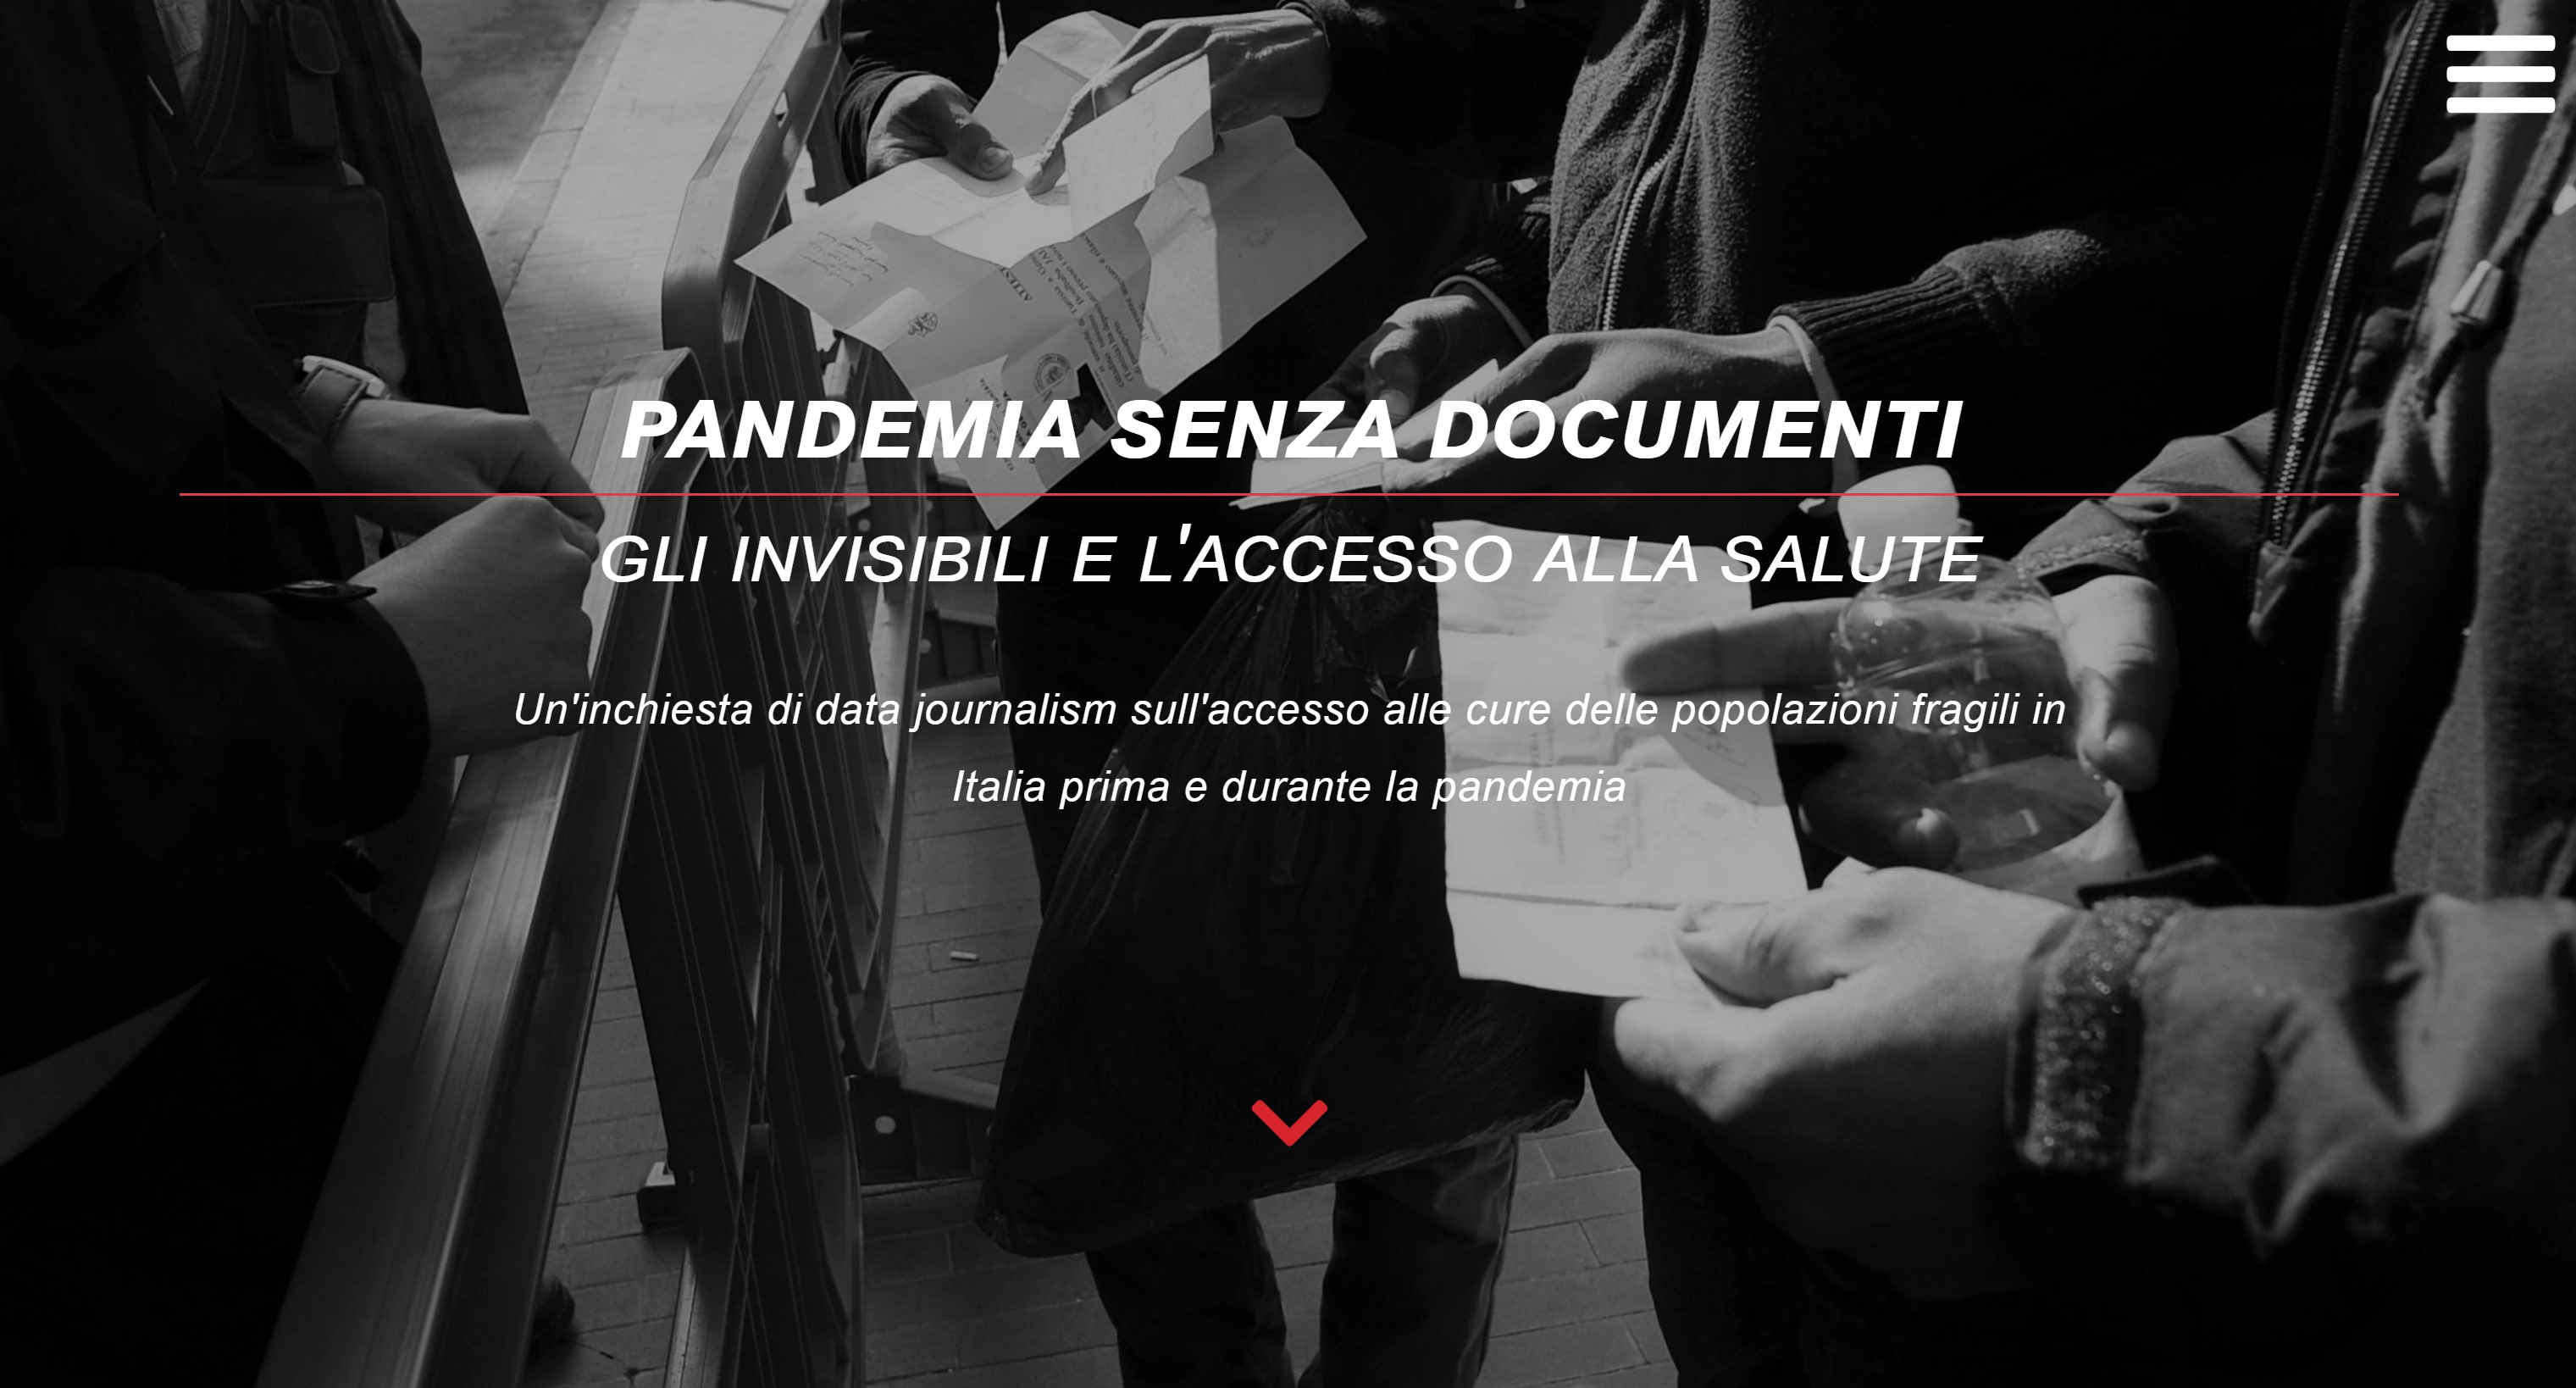 PANDEMIA SENZA DOCUMENTI
GLI INVISIBILI E L'ACCESSO ALLA SALUTE
Un'inchiesta di data journalism sull'accesso alle cure delle popolazioni fragili in
Italia prima e durante la pandemia